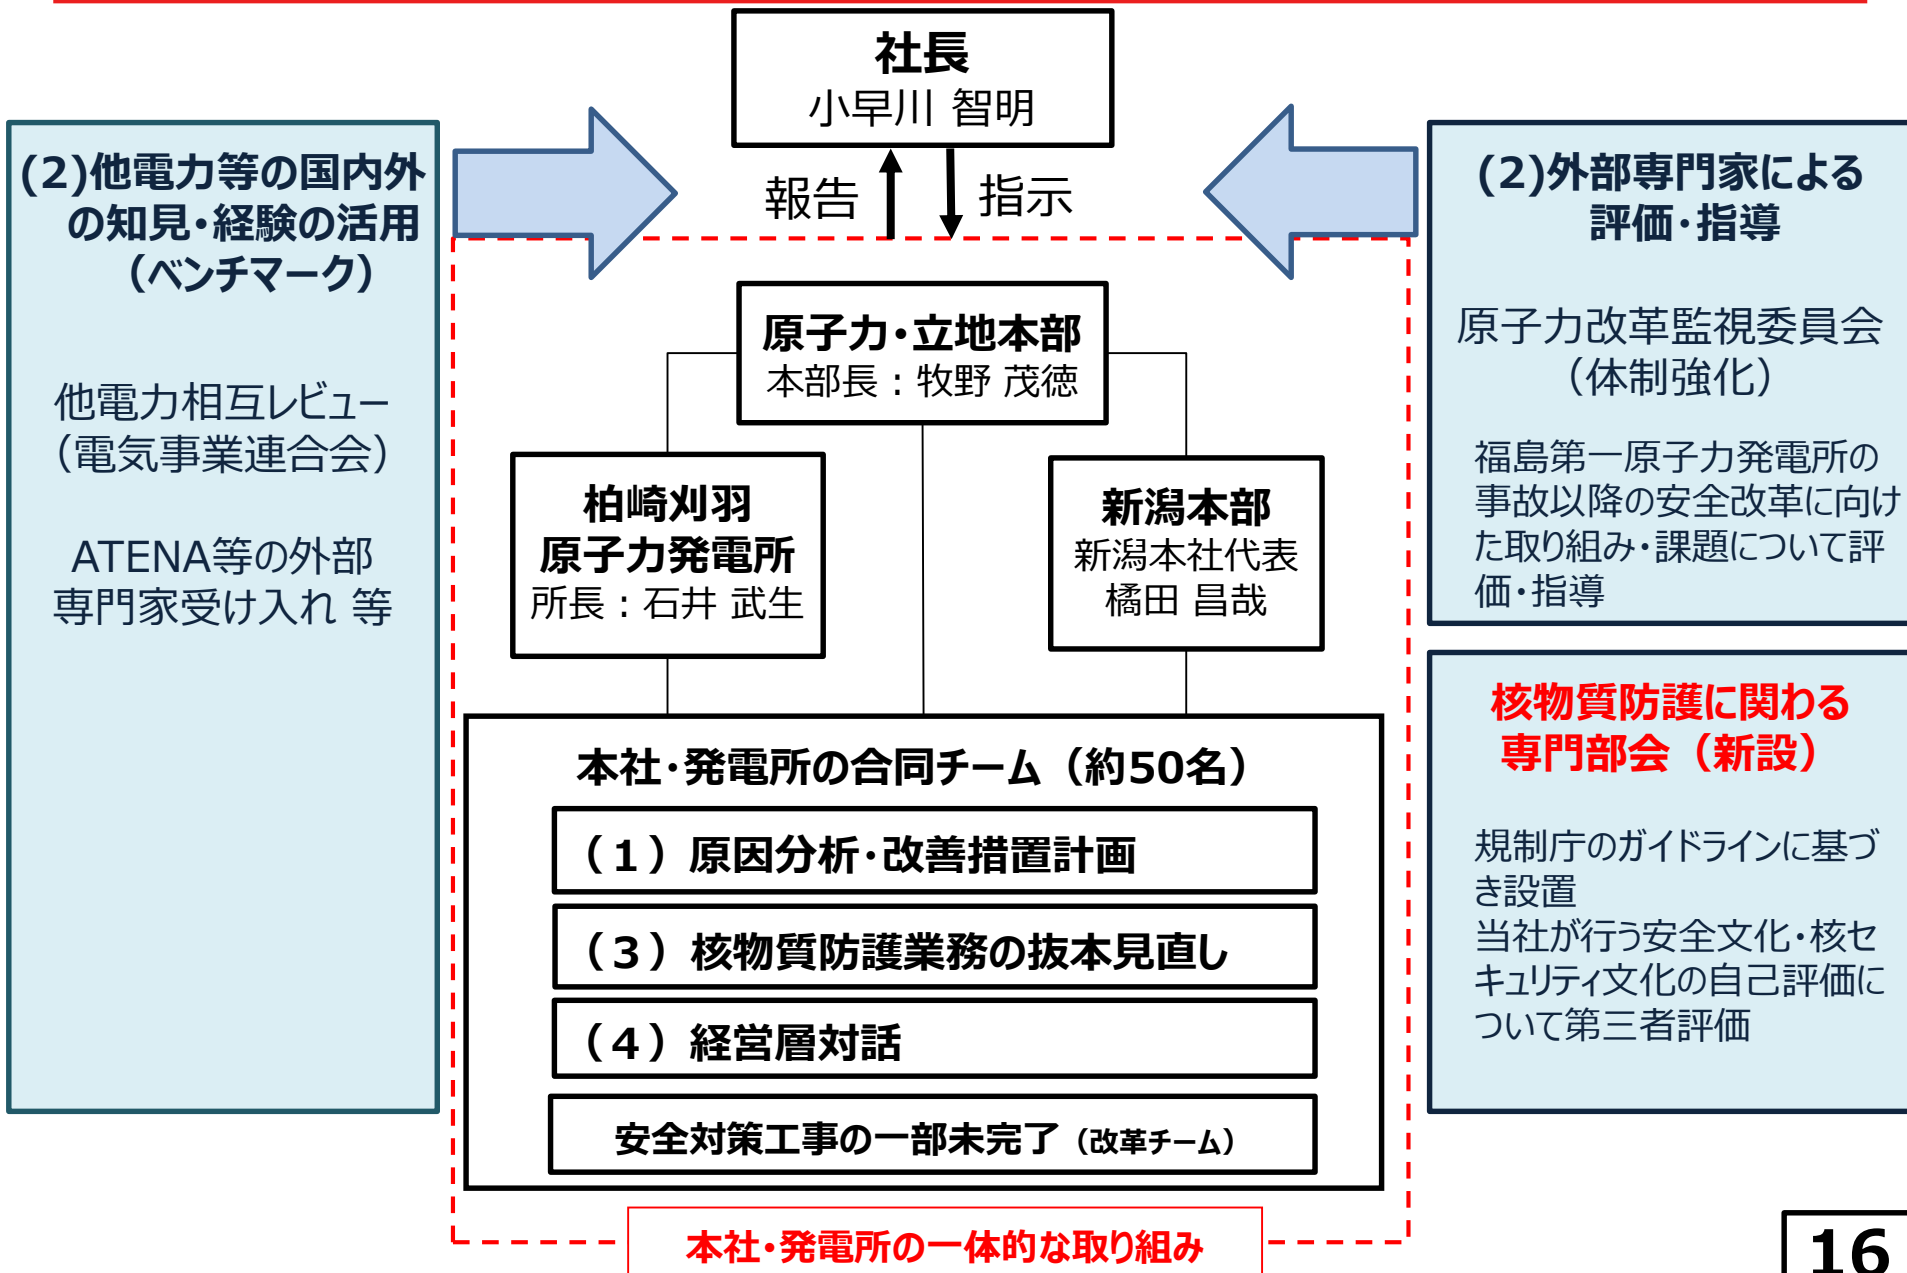 社長
小早川 智明
報告
指示
(2)他電力等の国内外
の知見・経験の活用
（ベンチマーク）
他電力相互レビュー
（電気事業連合会）
ATENA等の外部
専門家受け入れ 等
原子力・立地本部
本部長：牧野 茂徳
柏崎刈羽
原子力発電所
所長：石井 武生
新潟本部
新潟本社代表
橘田 昌哉
本社・発電所の合同チーム（約50名）
（１）原因分析・改善措置計画
（３）核物質防護業務の抜本見直し
（４）経営層対話
安全対策工事の一部未完了（改革チーム）
本社・発電所の一体的な取り組み
(2)外部専門家による
評価・指導
原子力改革監視委員会
（体制強化）
福島第一原子力発電所の
事故以降の安全改革に向け
た取り組み・課題について評
価・指導
核物質防護に関わる
専門部会（新設）
規制庁のガイドラインに基づ
き設置
当社が行う安全文化・核セ
キュリティ文化の自己評価に
ついて第三者評価
16